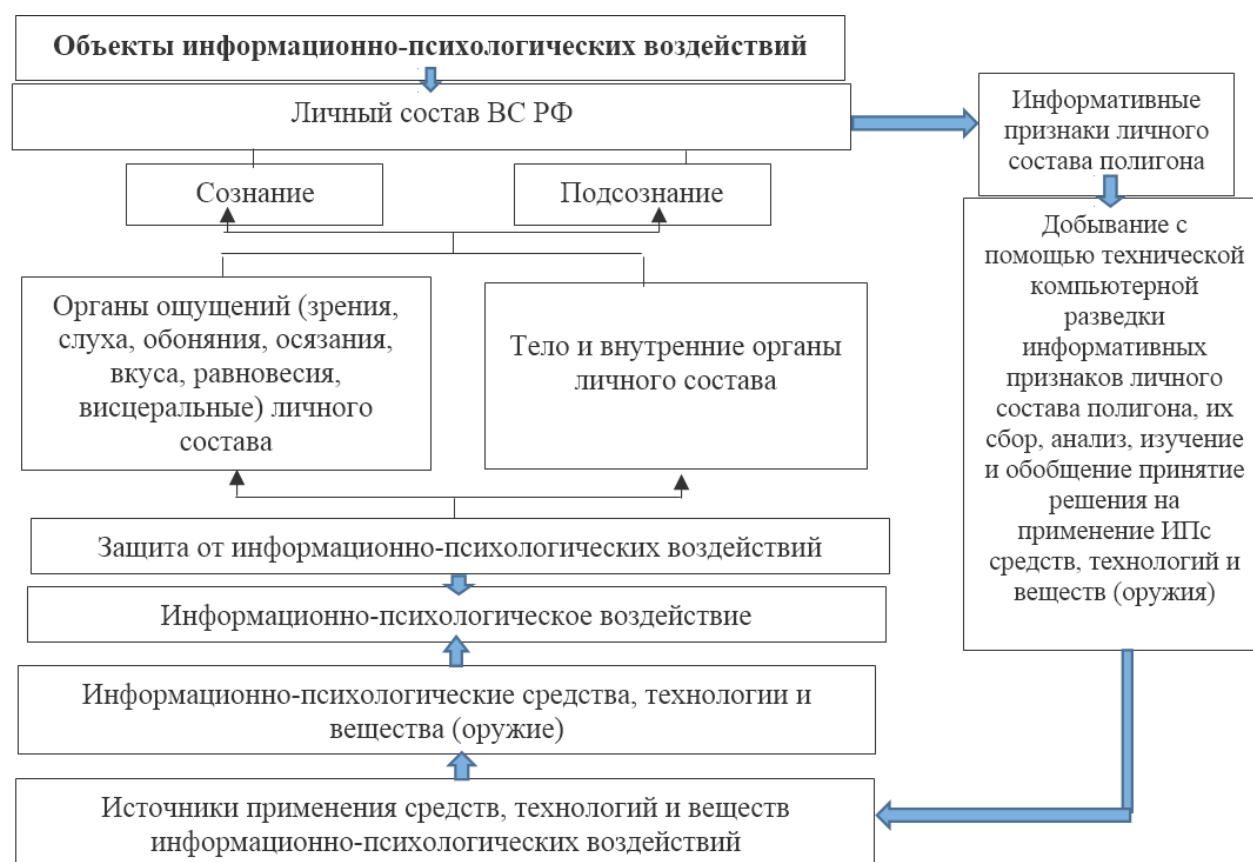 Объекты информационно-психологических воздействий
Личный состав ВС РФ
Информативные
признаки личного
состава полигона
Сознание
Подсознание
Добывание с
помощью технической
компьютерной
разведки
информативных
признаков личного
состава полигона, их
сбор, анализ, изучение
и обобщение принятие
решения на
применение ИПс
средств, технологий и
веществ (оружия)
Органы ощущений (зрения,
слуха, обоняния, осязания,
вкуса, равновесия,
висцеральные) личного
состава
Тело и внутренние органы
личного состава
Защита от информационно-психологических воздействий
Информационно-психологическое воздействие
Информационно-психологические средства, технологии и
вещества (оружие)
Источники применения средств, технологий и веществ
информационно-психологических воздействий